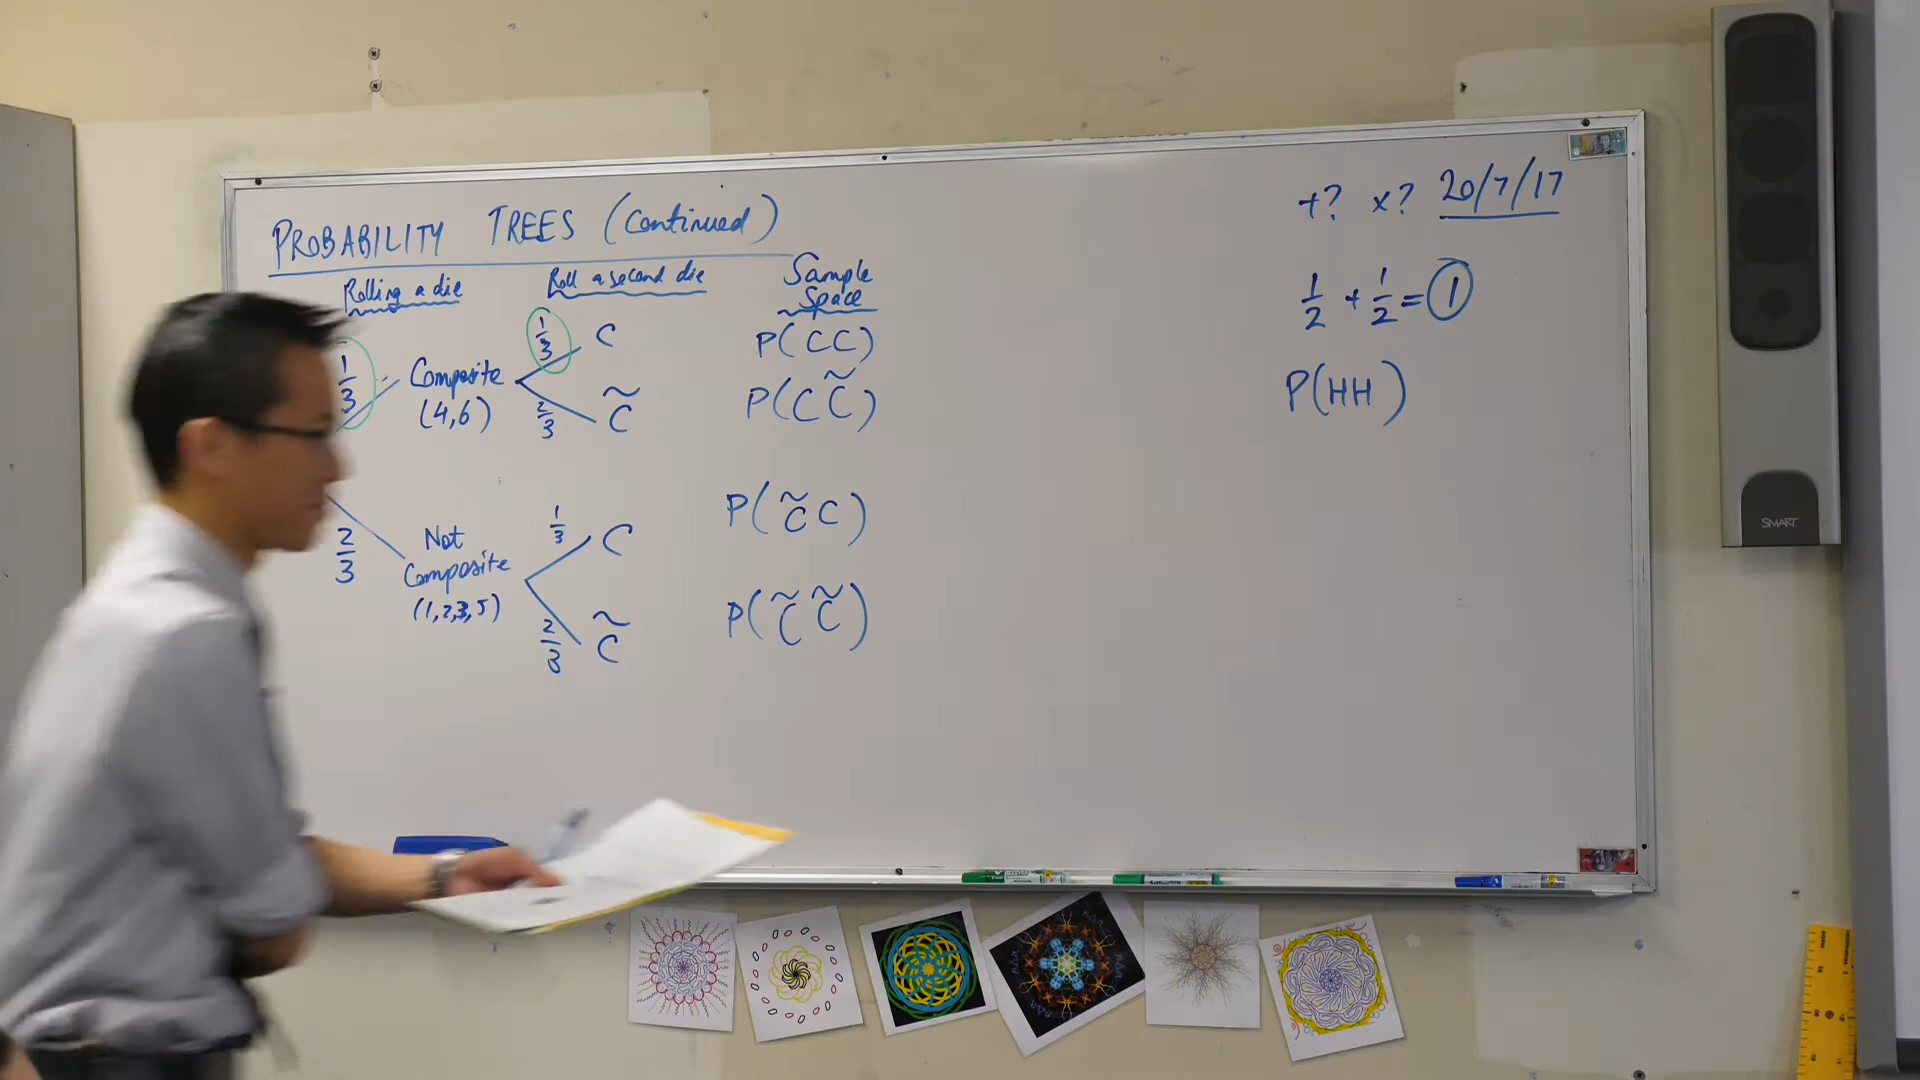 PROBABILITY TREES (Continued)
Rolling a die
Roll a second die
Sample
Space
1/3
Composite
(4,6)
1/3
C
2/3
C̃
P(CC)
P(CC̃)
2/3
Not
Composite
(1,2,3,5)
1/3
C
2/3
C̃
P(C̃C)
P(C̃C̃)
+? ×? 20/7/17
1/2 + 1/2 = 1
P(HH)
SMART